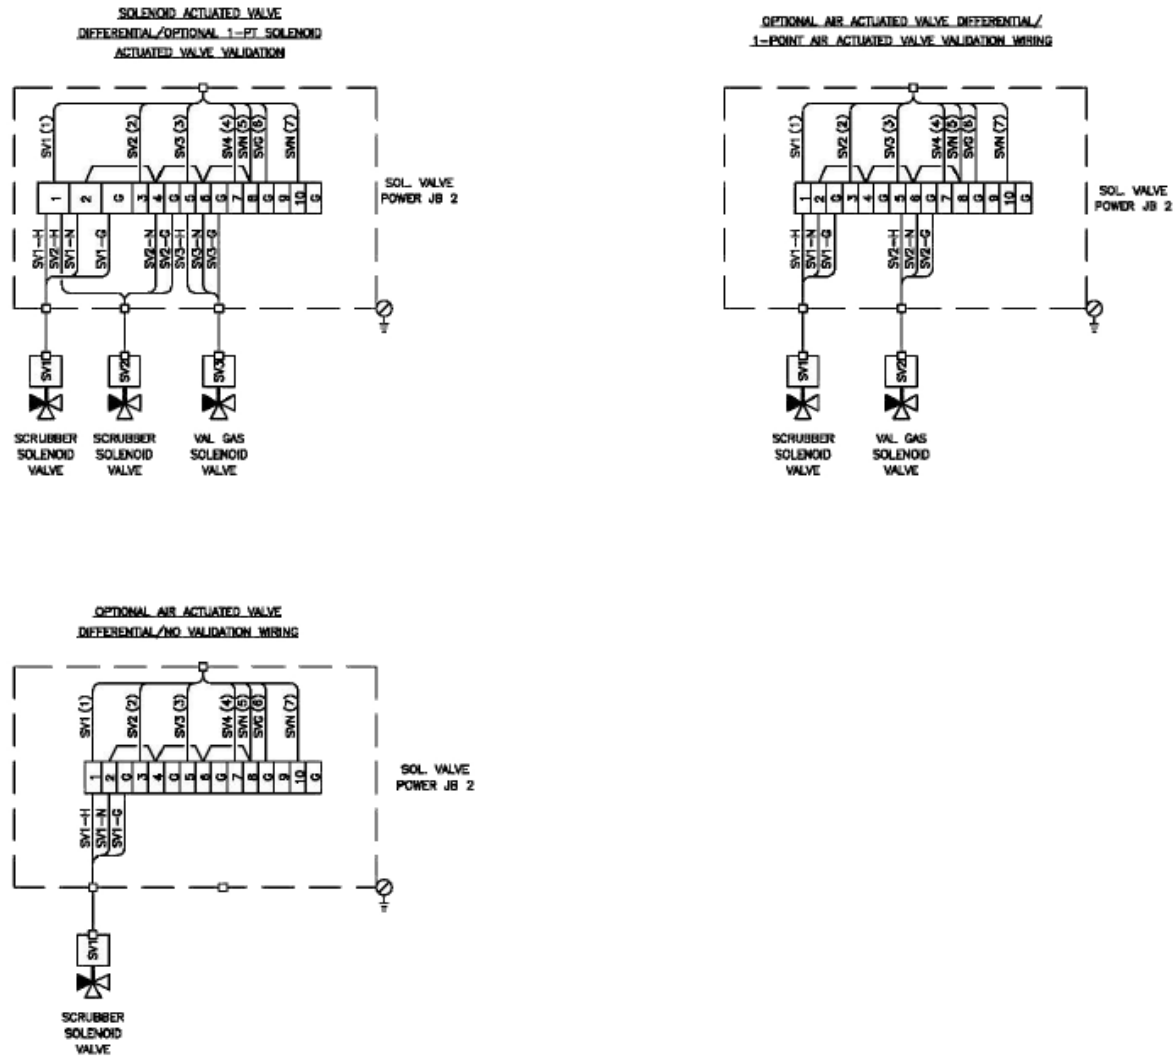 SOLENOID ACTUATED VALVE
DIFFERENTIAL/OPTIONAL 1-PT SOLENOID
ACTUATED VALVE VALIDATION
SV1 (1)
SV2 (2)
SV3 (3)
SV4 (4)
SVN (5)
SVG (6)
SVN (7)
1 2 G 3 4 G 5 6 G 7 8 G 9 10 G
SOL. VALVE
POWER JB 2
SV1-H
SV2-H
SV1-N
SV1-G
SV2-N
SV2-G
SV3-H
SV3-N
SV3-G
SV1
SV2
SV3
SCRUBBER
SOLENOID
VALVE
SCRUBBER
SOLENOID
VALVE
VAL GAS
SOLENOID
VALVE
OPTIONAL AIR ACTUATED VALVE DIFFERENTIAL/
1-POINT AIR ACTUATED VALVE VALIDATION WIRING
SV1 (1)
SV2 (2)
SV3 (3)
SV4 (4)
SVN (5)
SVG (6)
SVN (7)
1 2 G 3 4 G 5 6 G 7 8 G 9 10 G
SOL. VALVE
POWER JB 2
SV1-H
SV1-N
SV1-G
SV2-H
SV2-N
SV2-G
SV1
SV2
SCRUBBER
SOLENOID
VALVE
VAL GAS
SOLENOID
VALVE
OPTIONAL AIR ACTUATED VALVE
DIFFERENTIAL/NO VALIDATION WIRING
SV1 (1)
SV2 (2)
SV3 (3)
SV4 (4)
SVN (5)
SVG (6)
SVN (7)
1 2 G 3 4 G 5 6 G 7 8 G 9 10 G
SOL. VALVE
POWER JB 2
SV1-H
SV1-N
SV1-G
SV1
SCRUBBER
SOLENOID
VALVE